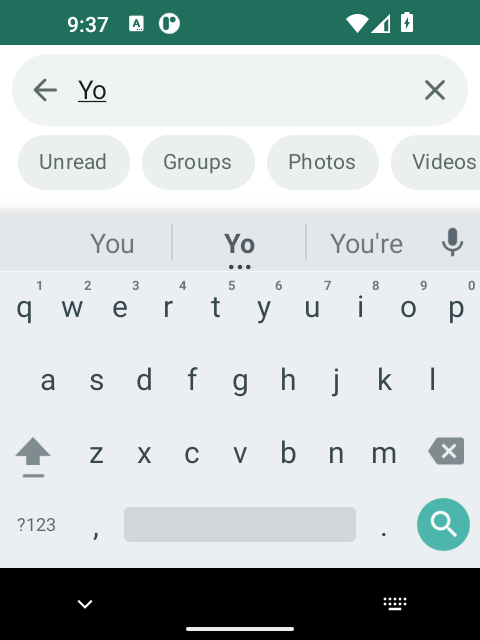 9:37 A
Yo
Unread Groups Photos Videos
You Yo You're
1 2 3 4 5 6 7 8 9 0
q w e r t y u i o p
a s d f g h j k l
z x c v b n m
?123 , .